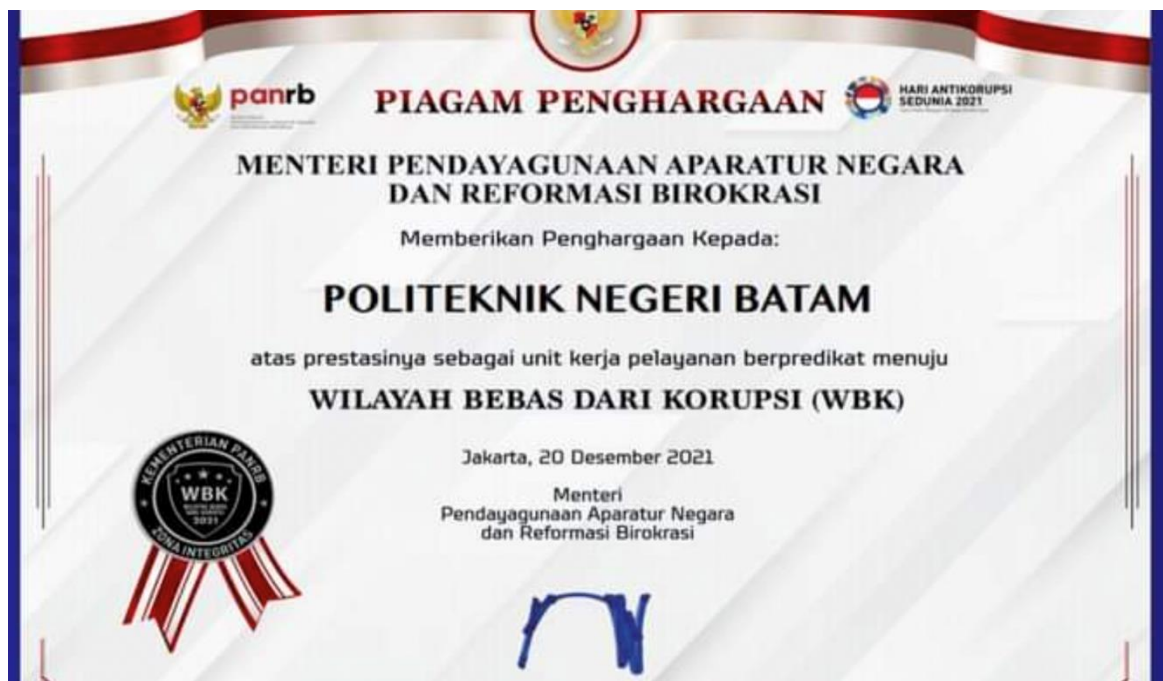 panrb
PIAGAM PENGHARGAAN
HARI ANTIKORUPSI
SEDUNIA 2021
MENTERI PENDAYAGUNAAN APARATUR NEGARA
DAN REFORMASI BIROKRASI
Memberikan Penghargaan Kepada:
POLITEKNIK NEGERI BATAM
atas prestasinya sebagai unit kerja pelayanan berpredikat menuju
WILAYAH BEBAS DARI KORUPSI (WBK)
Jakarta, 20 Desember 2021
Menteri
Pendayagunaan Aparatur Negara
dan Reformasi Birokrasi
KEMENTERIAN PANRB
WBK
2021
ZONA INTEGRITAS